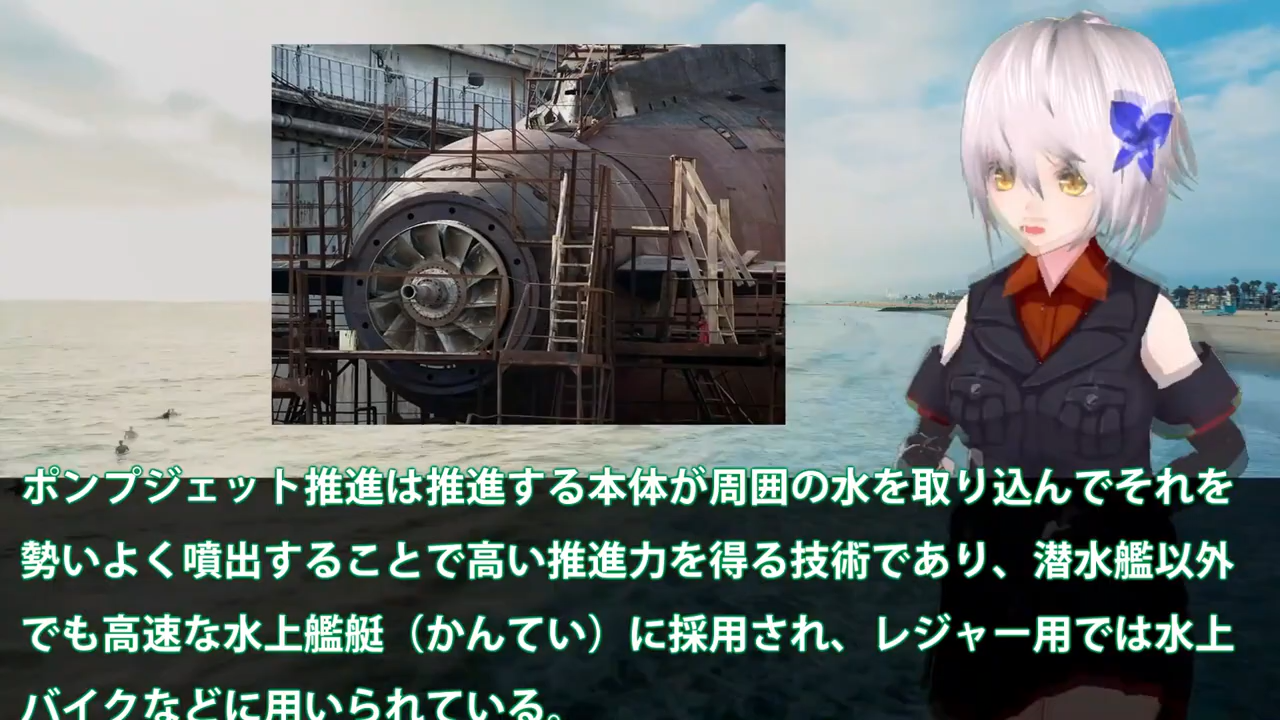 ポンプジェット推進は推進する本体が周囲の水を取り込んでそれを
勢いよく噴出することで高い推進力を得る技術であり、潜水艦以外
でも高速な水上艦艇（かんてい）に採用され、レジャー用では水上
バイクなどに用いられている。